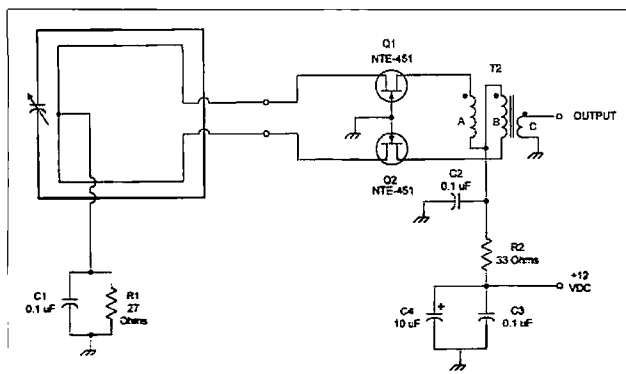 Q1
NTE-451
T2
A
B
C
OUTPUT
Q2
NTE-451
C2
0.1 uF
R2
33 Ohms
+12
VDC
C1
0.1 uF
R1
27
Ohms
C4
10 uF
+
C3
0.1 uF